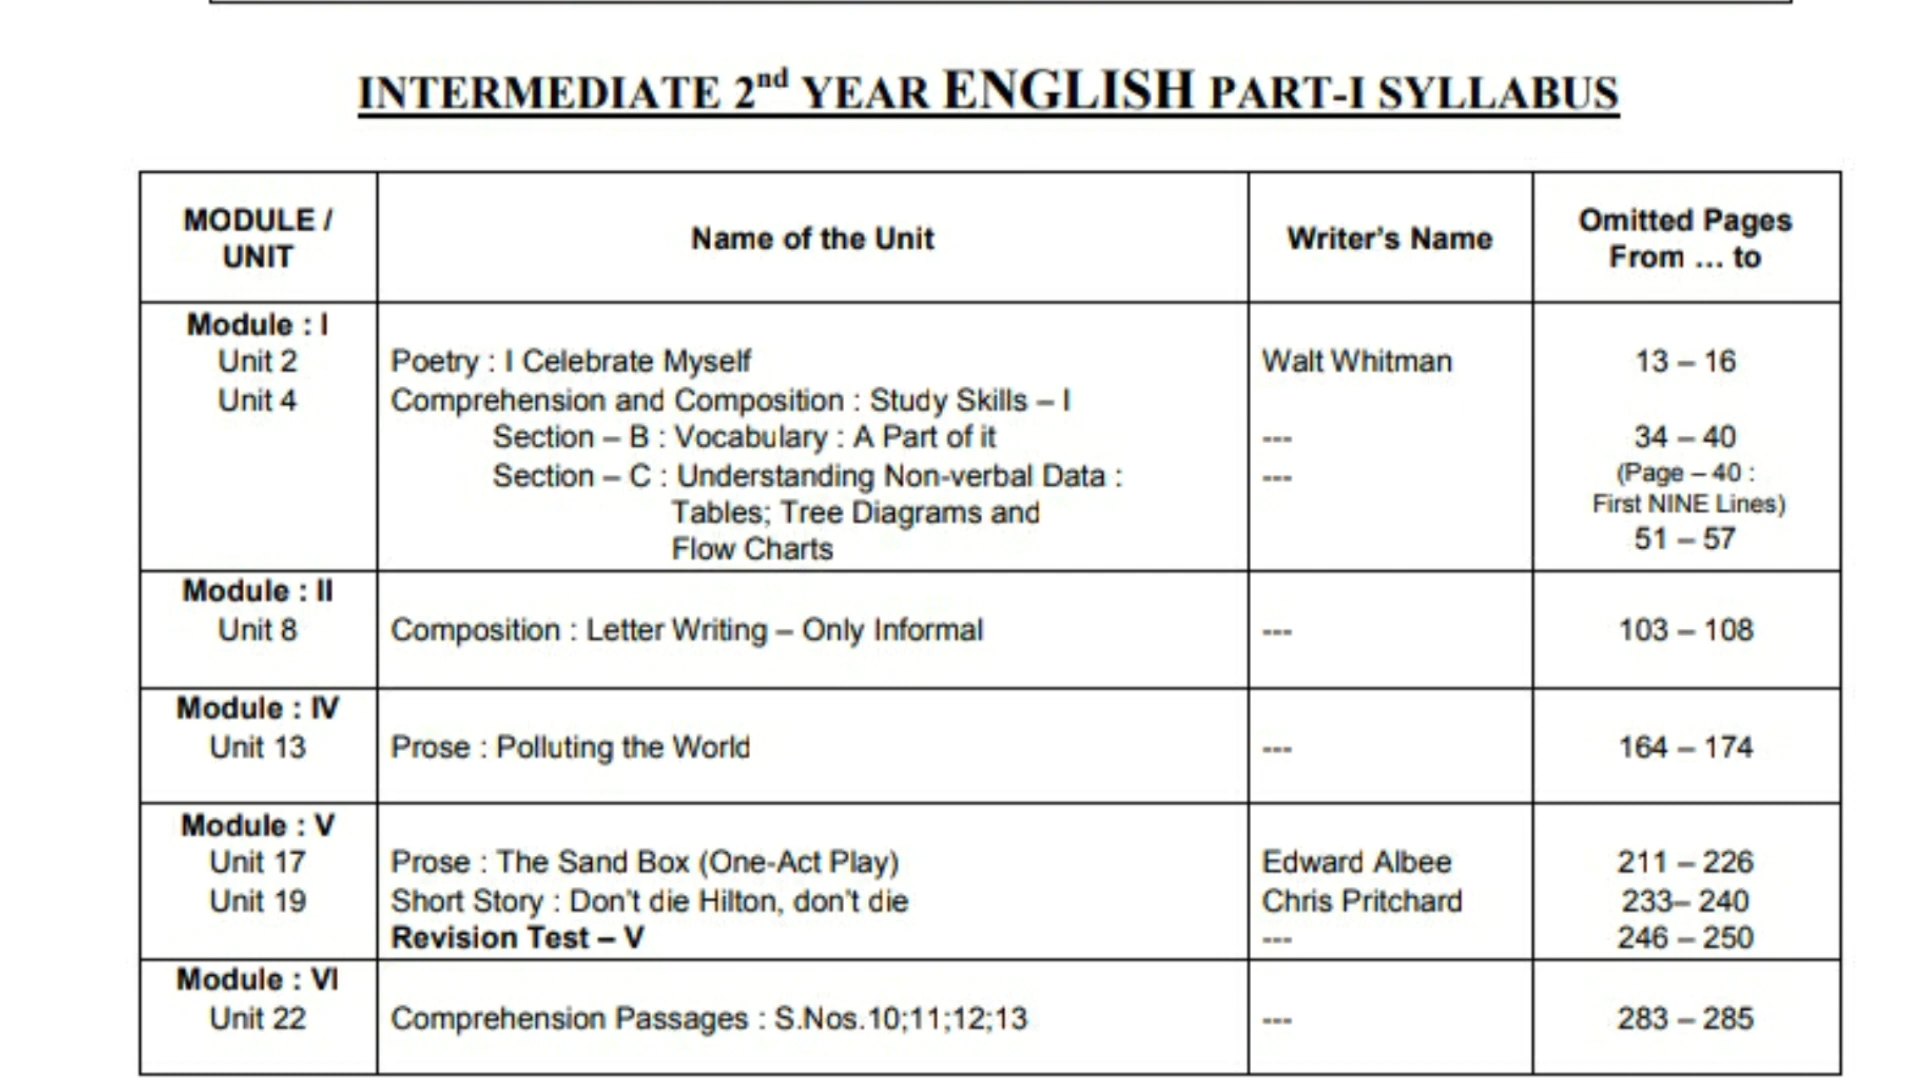 INTERMEDIATE 2nd YEAR ENGLISH PART-I SYLLABUS
MODULE / UNIT Name of the Unit Writer's Name Omitted Pages From ... to
Module : I
Unit 2 Poetry : I Celebrate Myself Walt Whitman 13 – 16
Unit 4 Comprehension and Composition : Study Skills – I
Section – B : Vocabulary : A Part of it --- 34 – 40
Section – C : Understanding Non-verbal Data : --- (Page – 40 :
Tables; Tree Diagrams and First NINE Lines)
Flow Charts 51 – 57
Module : II
Unit 8 Composition : Letter Writing – Only Informal --- 103 – 108
Module : IV
Unit 13 Prose : Polluting the World --- 164 – 174
Module : V
Unit 17 Prose : The Sand Box (One-Act Play) Edward Albee 211 – 226
Unit 19 Short Story : Don't die Hilton, don't die Chris Pritchard 233– 240
Revision Test – V --- 246 – 250
Module : VI
Unit 22 Comprehension Passages : S.Nos.10;11;12;13 --- 283 – 285